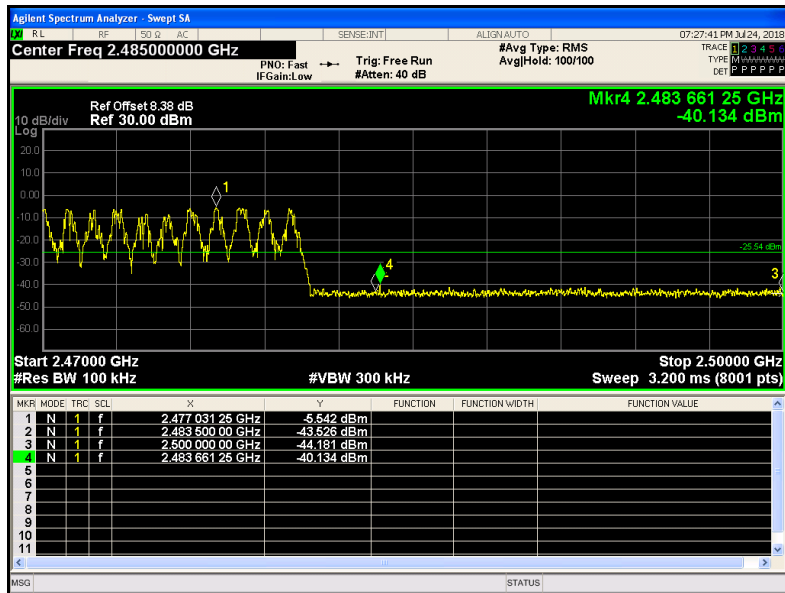 Agilent Spectrum Analyzer - Swept SA
LXI RL RF 50 Ω AC SENSE:INT ALIGN AUTO 07:27:41 PM Jul 24, 2018
Center Freq 2.485000000 GHz
PNO: Fast
IFGain:Low
Trig: Free Run
#Atten: 40 dB
#Avg Type: RMS
Avg|Hold: 100/100
TRACE 1 2 3 4 5 6
TYPE M
DET P P P P P P
Ref Offset 8.38 dB
Ref 30.00 dBm
10 dB/div
Log
Mkr4 2.483 661 25 GHz
-40.134 dBm
20.0
10.0
0.00
-10.0
-20.0
-30.0
-40.0
-50.0
-60.0
1
4
3
-25.54 dBm
Start 2.47000 GHz Stop 2.50000 GHz
#Res BW 100 kHz #VBW 300 kHz Sweep 3.200 ms (8001 pts)
MKR MODE TRC SCL X Y FUNCTION FUNCTION WIDTH FUNCTION VALUE
1 N 1 f 2.477 031 25 GHz -5.542 dBm
2 N 1 f 2.483 500 00 GHz -43.526 dBm
3 N 1 f 2.500 000 00 GHz -44.181 dBm
4 N 1 f 2.483 661 25 GHz -40.134 dBm
5
6
7
8
9
10
11
MSG STATUS